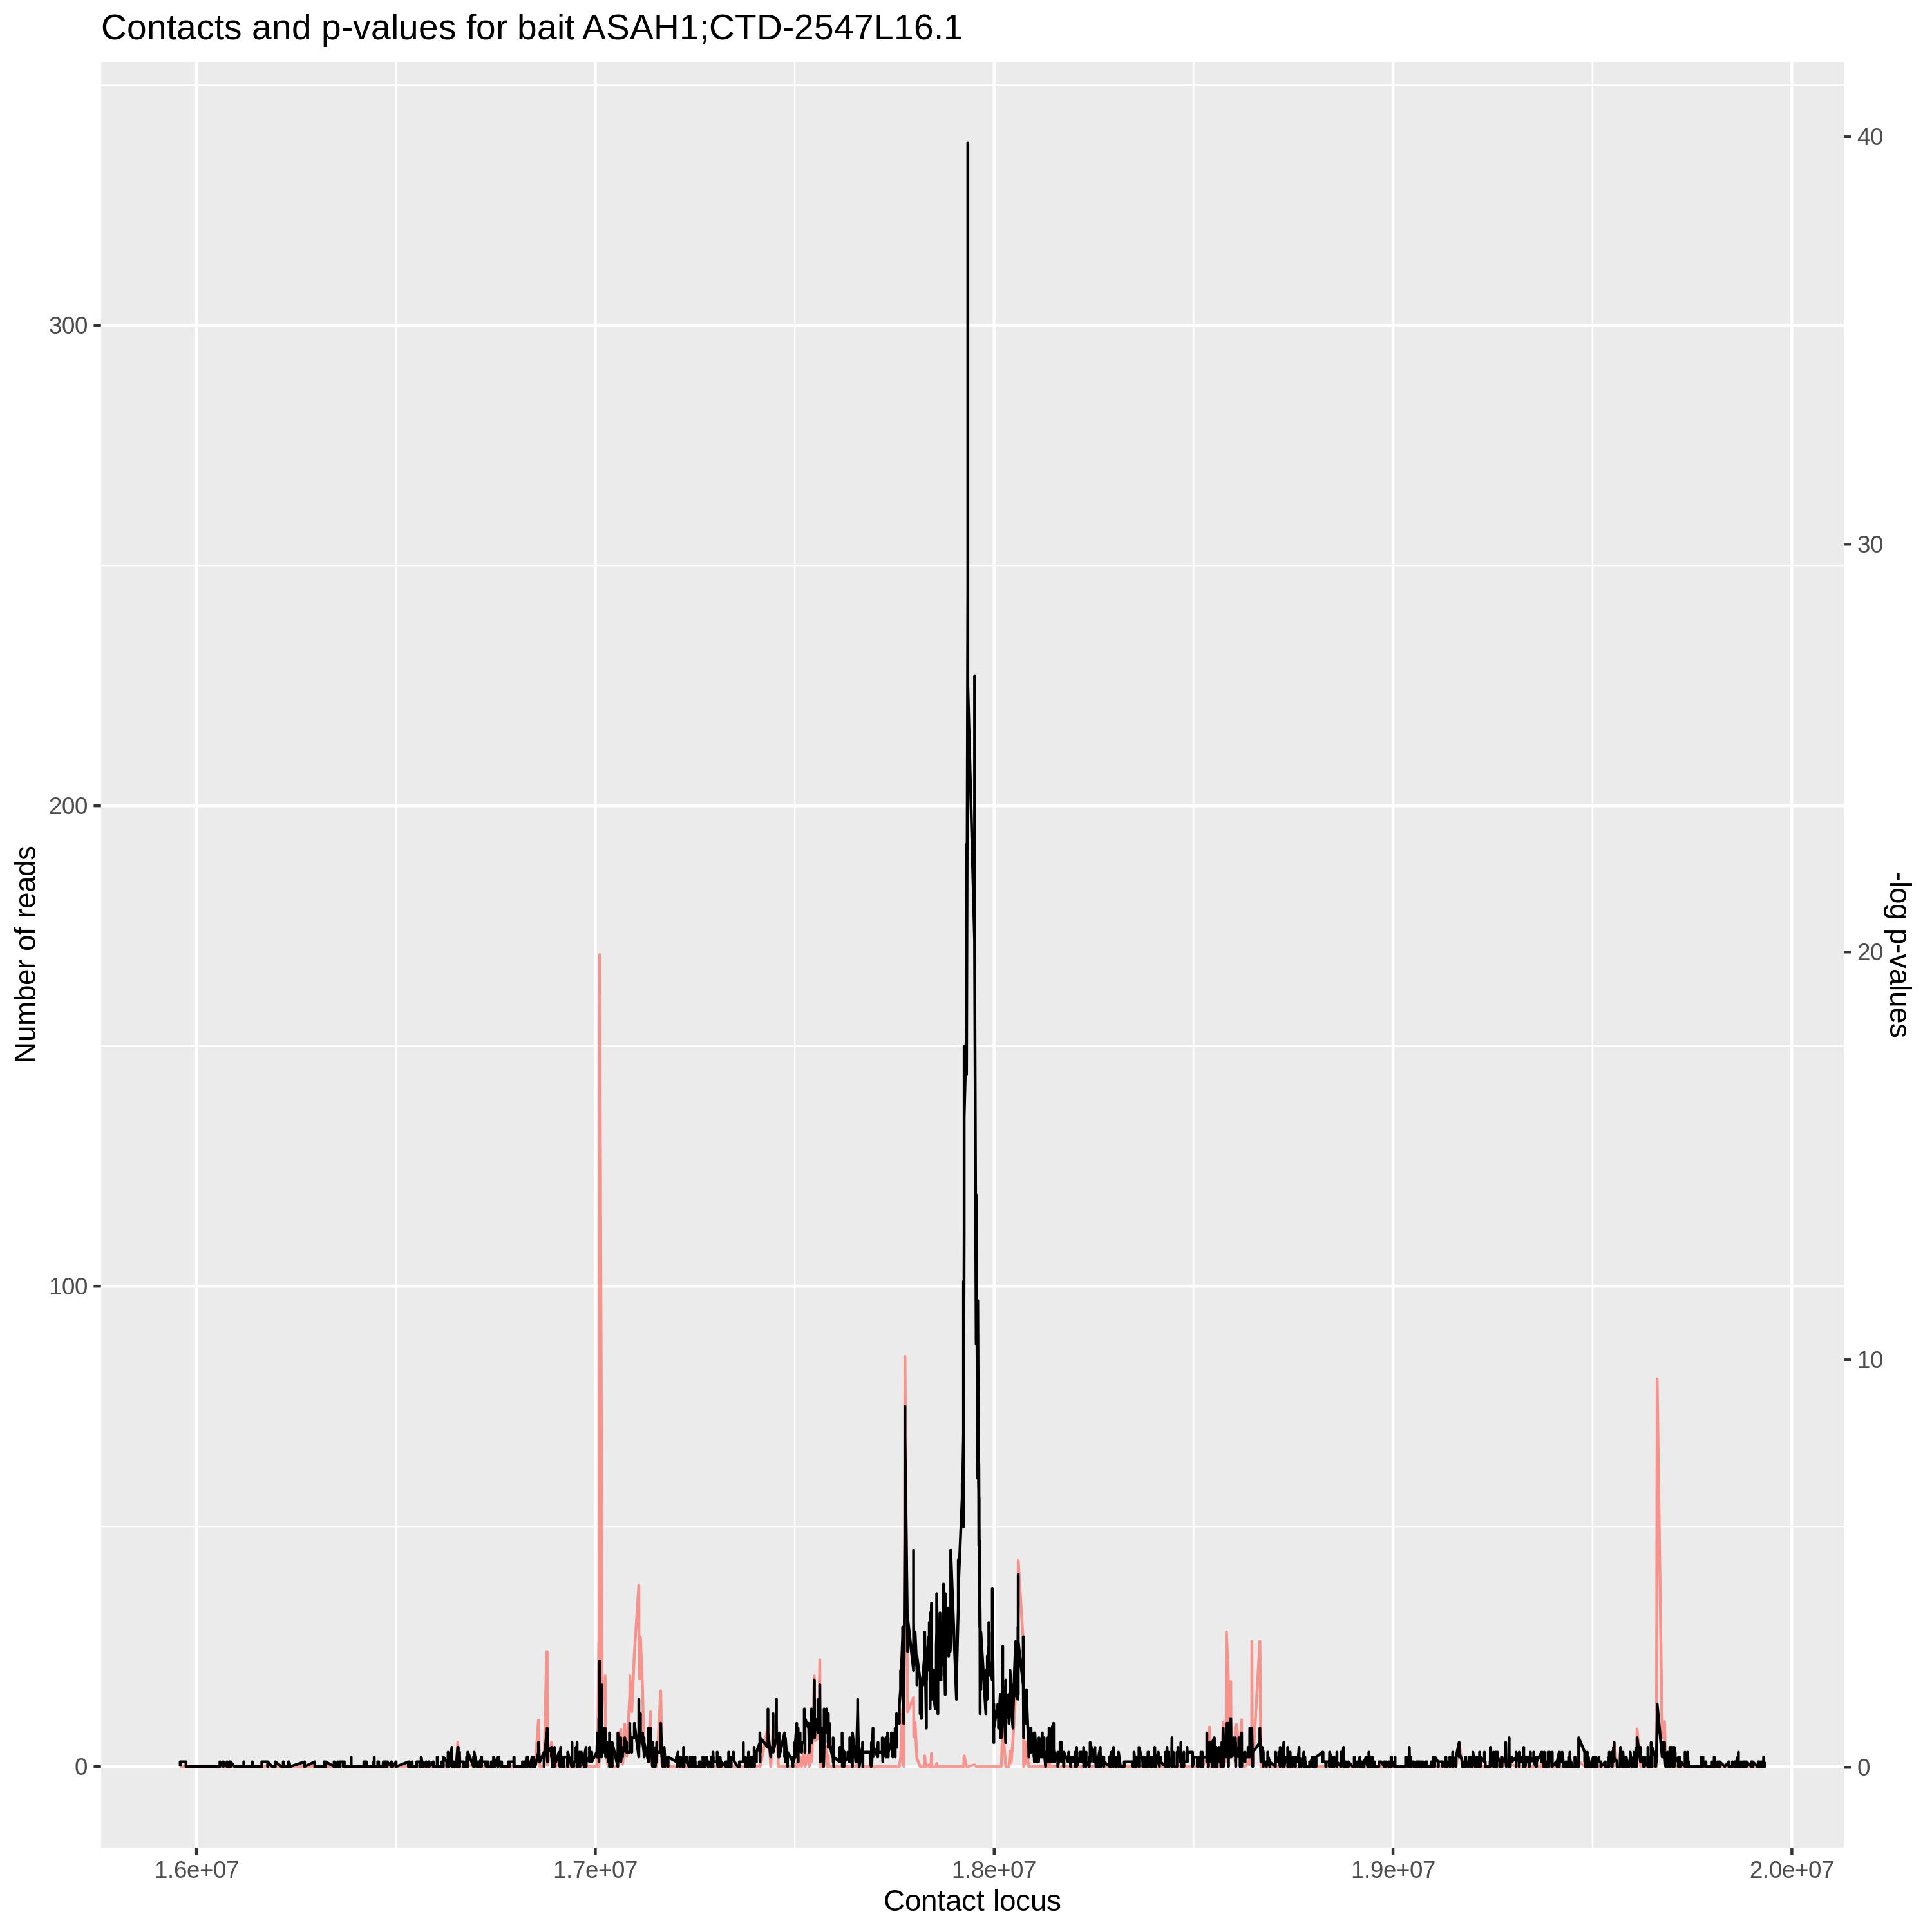 Contacts and p-values for bait ASAH1;CTD-2547L16.1
40
300
30
200
20
Number of reads
-log p-values
100
10
0
0
1.6e+07
1.7e+07
1.8e+07
1.9e+07
2.0e+07
Contact locus